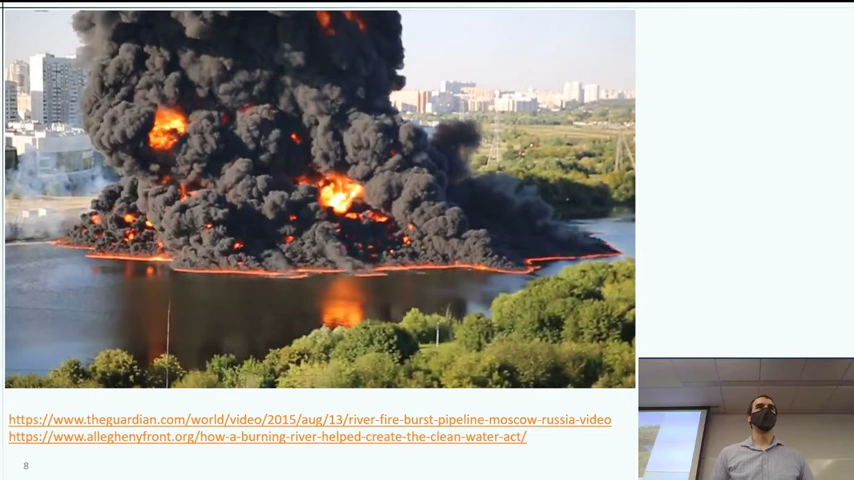 https://www.theguardian.com/world/video/2015/aug/13/river-fire-burst-pipeline-moscow-russia-video
https://www.alleghenyfront.org/how-a-burning-river-helped-create-the-clean-water-act/
8